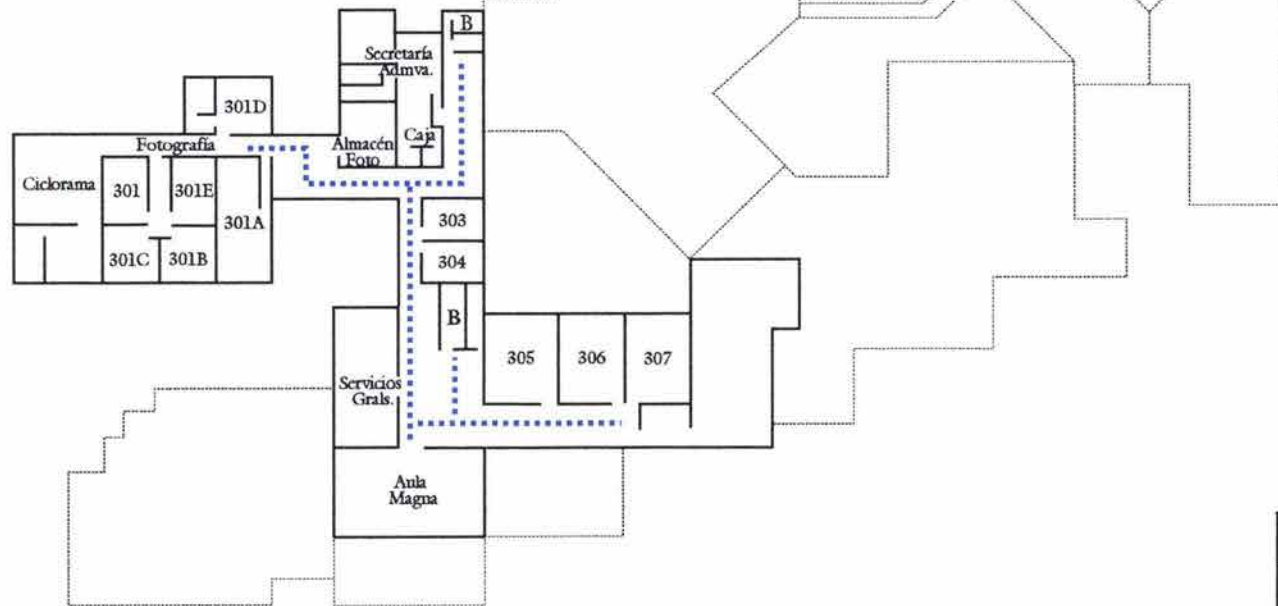 B
Secretaría
Admva.
301D
Fotografía
Almacén
Foto
Caja
Ciclorama
301
301E
301A
301C
301B
303
304
B
305
306
307
Servicios
Grals.
Aula
Magna